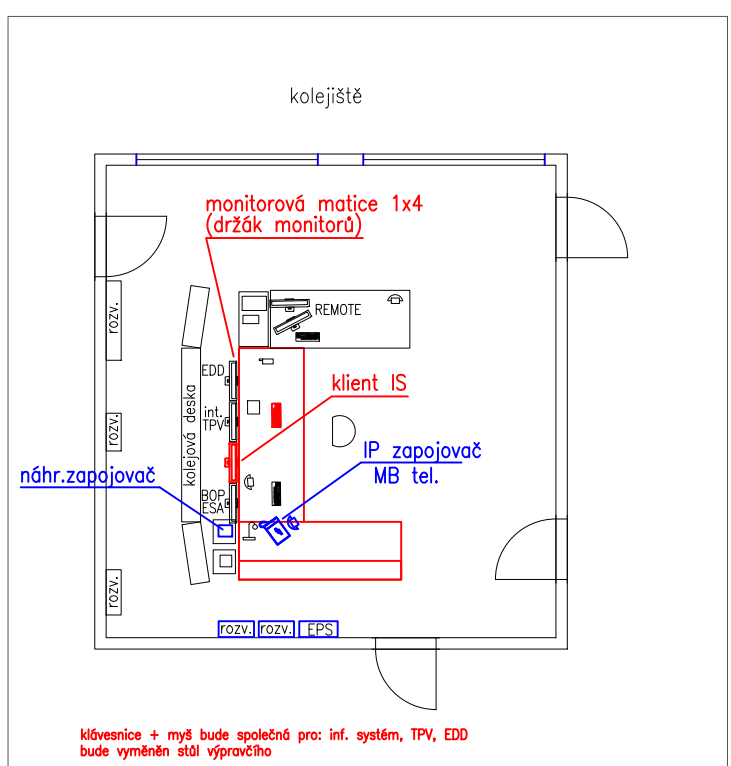 kolejiště
monitorová matice 1x4
(držák monitorů)
rozv.
REMOTE
EDD
klient IS
int.
TPV
kolejová deska
rozv.
IP zapojovač
MB tel.
náhr.zapojovač
BOP
ESA
rozv.
rozv.
rozv.
EPS
klávesnice + myš bude společná pro: inf. systém, TPV, EDD
bude vyměněn stůl výpravčího